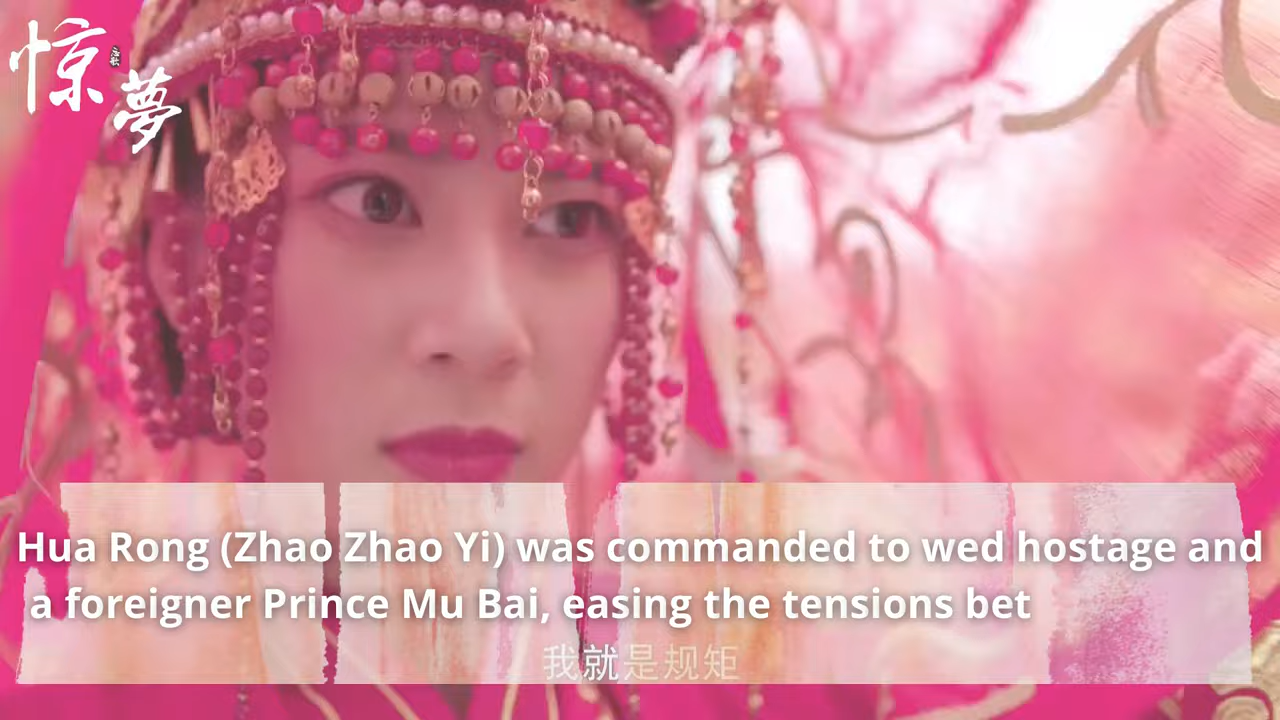 惊
夢
Hua Rong (Zhao Zhao Yi) was commanded to wed hostage and
a foreigner Prince Mu Bai, easing the tensions bet
我就是规矩